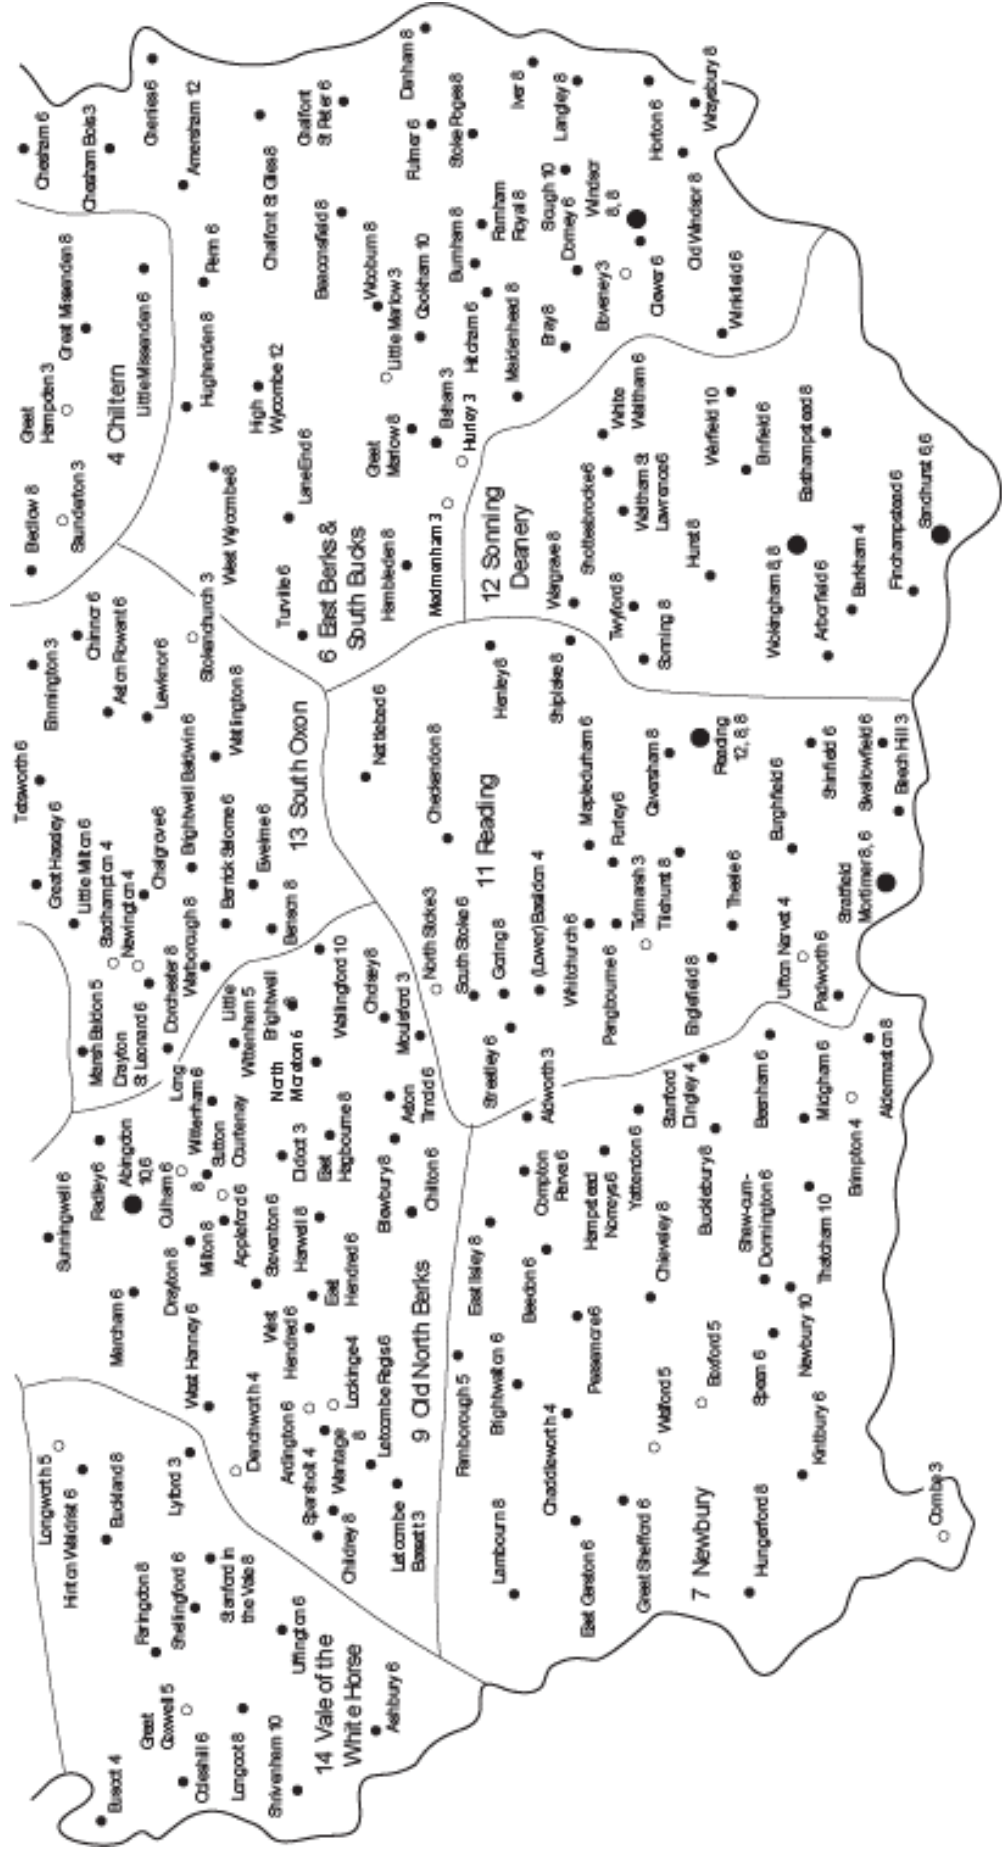 Buscot 4
Coleshill 6
Great
Coxwell 5
Longcot 8
Shrivenham 10
14 Vale of the
White Horse
Ashbury 6
Faringdon 8
Shellingford 6
Stanford in
the Vale 8
Uffington 6
Longworth 5
Hinton Waldrist 6
Buckland 8
Lyford 3
Denchworth 4
Ardington 6
Sparsholt 4
Childrey 8
Wantage
8
Lockinge 4
Letcombe Regis 6
Letcombe
Bassett 3
9 Old North Berks
Sunningwell 6
Radley 6
Abingdon
10,6
Marcham 6
Drayton 8
Culham 6
West Hanney 6
Milton 8
Appleford 6
Steventon 6
Sutton
Courtenay
8
Long
Wittenham 6
Little
Wittenham 5
Brightwell
8
North
Moreton 6
Didcot 3
Harwell 8
West
Hendred 6
East
Hendred 6
East
Hagbourne 8
Blewbury 8
Chilton 6
Aston
Tirrold 6
Wallingford 10
Cholsey 8
Moulsford 3
Tetsworth 6
Great Haseley 6
Little Milton 6
Stadhampton 4
Newington 4
Chalgrove 6
Marsh Baldon 5
Drayton
St Leonard 6
Dorchester 8
Warborough 8
Berrick Salome 6
Ewelme 6
Benson 8
Brightwell Baldwin 6
Watlington 8
Emmington 3
Chinnor 6
Aston Rowant 6
Lewknor 6
Stokenchurch 3
13 South Oxon
Bledlow 8
Saunderton 3
Great
Hampden 3
Great Missenden 8
4 Chiltern
Little Missenden 6
Chesham 6
Chesham Bois 3
Chenies 6
Amersham 12
Chalfont St Giles 8
Chalfont
St Peter 6
Denham 8
Penn 6
Hughenden 8
High
Wycombe 12
West Wycombe 8
Lane End 6
Turville 6
6 East Berks &
South Bucks
Hambleden 8
Medmenham 3
Great
Marlow 8
Bisham 3
Hurley 3
Little Marlow 3
Cookham 10
Wooburn 8
Beaconsfield 8
Hitcham 6
Burnham 8
Farnham
Royal 8
Fulmer 6
Stoke Poges 8
Iver 8
Langley 8
Slough 10
Dorney 6
Windsor
8, 8
Maidenhead 8
Bray 8
Boveney 3
Clewer 6
Horton 6
Wraysbury 8
Old Windsor 8
Winkfield 6
12 Sonning
Deanery
Wargrave 8
Shottesbrooke 6
White
Waltham 6
Waltham St
Lawrence 6
Twyford 8
Sonning 8
Hurst 8
Warfield 10
Binfield 6
Wokingham 8, 8
Easthampstead 8
Arborfield 6
Barkham 4
Finchampstead 6
Sandhurst 6,6
Nettlebed 6
Henley 8
Shiplake 8
Checkendon 8
11 Reading
North Stoke 3
South Stoke 6
Goring 8
(Lower) Basildon 4
Streatley 6
Whitchurch 6
Pangbourne 6
Mapledurham 6
Purley 6
Tidmarsh 3
Tilehurst 8
Caversham 8
Reading
12, 8, 8
Theale 6
Englefield 8
Ufton Nervet 4
Padworth 6
Burghfield 6
Shinfield 6
Swallowfield 6
Beech Hill 3
Stratfield
Mortimer 8, 6
Aldworth 3
East Ilsley 8
Farnborough 5
Brightwalton 6
Compton
Parva 6
Beedon 6
Hampstead
Norreys 6
Yattendon 6
Stanford
Dingley 4
Bucklebury 8
Beenham 6
Midgham 6
Aldermaston 8
Brimpton 4
Thatcham 10
Shaw-cum-
Donnington 6
Chieveley 8
Peasemore 6
Chaddleworth 4
Lambourn 8
East Garston 6
Great Shefford 6
Welford 5
Boxford 5
Speen 6
Newbury 10
Kintbury 6
7 Newbury
Hungerford 8
Combe 3